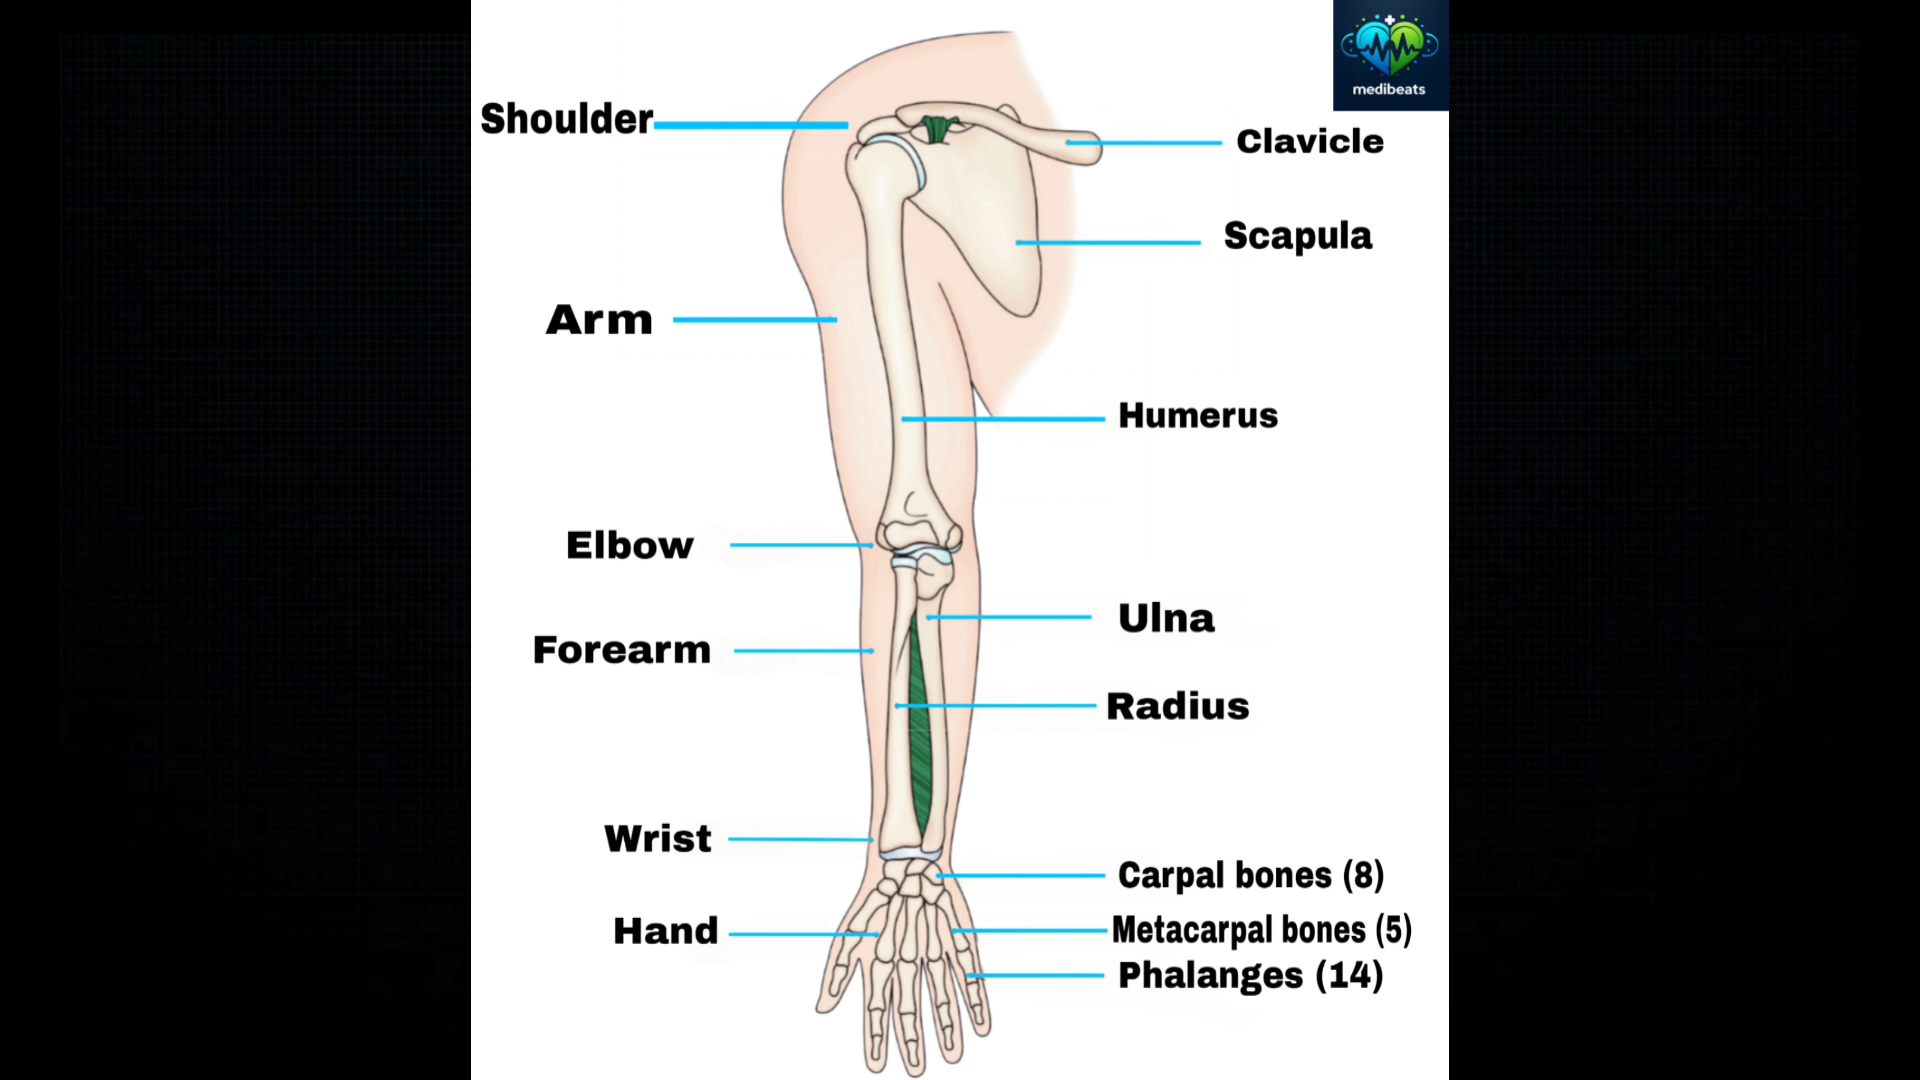 medibeats
Shoulder
Clavicle
Scapula
Arm
Humerus
Elbow
Ulna
Forearm
Radius
Wrist
Carpal bones (8)
Hand
Metacarpal bones (5)
Phalanges (14)